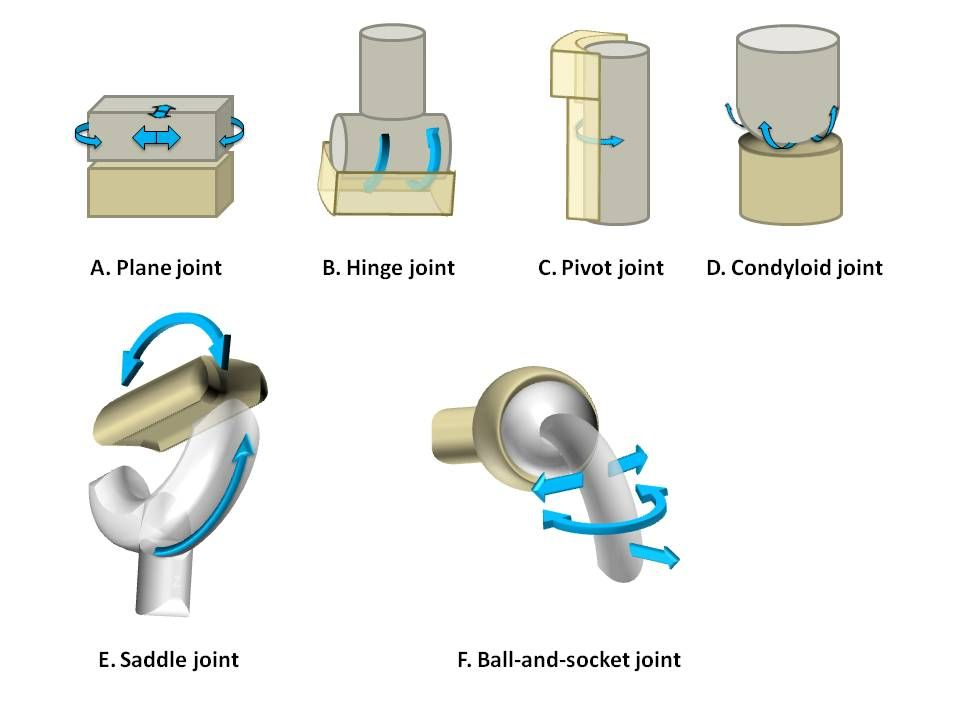 A. Plane joint
B. Hinge joint
C. Pivot joint
D. Condyloid joint
E. Saddle joint
F. Ball-and-socket joint